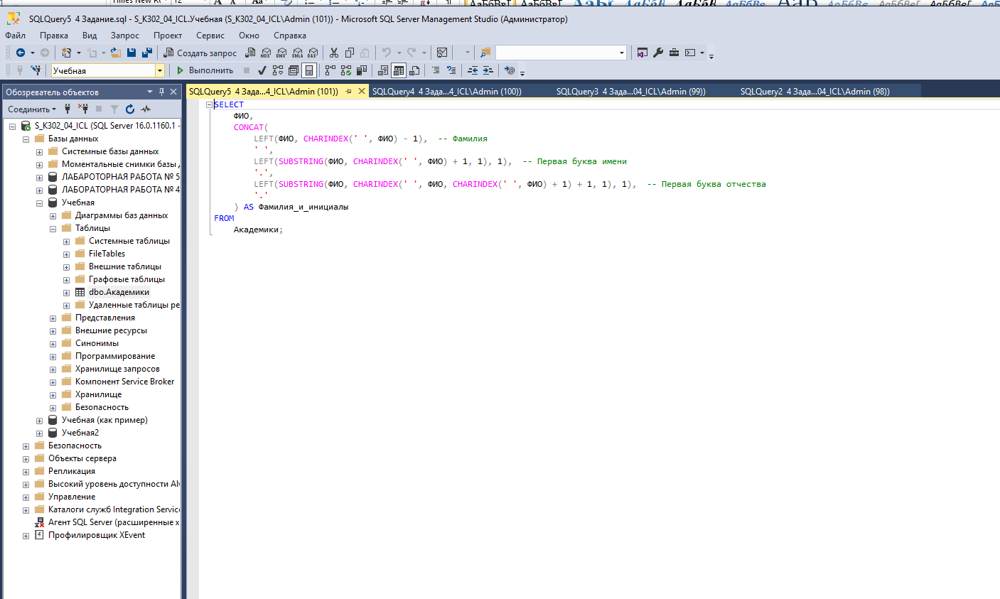 12
SQLQuery5 4 Задание.sql - S_K302_04_ICL.Учебная (S_K302_04_ICL\Admin (101)) - Microsoft SQL Server Management Studio (Администратор)
Файл Правка Вид Запрос Проект Сервис Окно Справка
Создать запрос MDX DMX XMLA DAX
Учебная Выполнить
Обозреватель объектов
SQLQuery5 4 Зада...4_ICL\Admin (101)) SQLQuery4 4 Зада...4_ICL\Admin (100)) SQLQuery3 4 Зада...04_ICL\Admin (99)) SQLQuery2 4 Зада...04_ICL\Admin (98))
Соединить
S_K302_04_ICL (SQL Server 16.0.1160.1 -
Базы данных
Системные базы данных
Моментальные снимки базы д
ЛАБАРОТОРНАЯ РАБОТА № 5
ЛАБОРАТОРНАЯ РАБОТА № 4
Учебная
Диаграммы баз данных
Таблицы
Системные таблицы
FileTables
Внешние таблицы
Графовые таблицы
dbo.Академики
Удаленные таблицы ре
Представления
Внешние ресурсы
Синонимы
Программирование
Хранилище запросов
Компонент Service Broker
Хранилище
Безопасность
Учебная (как пример)
Учебная2
Безопасность
Объекты сервера
Репликация
Высокий уровень доступности Alw
Управление
Каталоги служб Integration Service
Агент SQL Server (расширенные х
Профилировщик XEvent
SELECT
ФИО,
CONCAT(
LEFT(ФИО, CHARINDEX(' ', ФИО) - 1), -- Фамилия
' ',
LEFT(SUBSTRING(ФИО, CHARINDEX(' ', ФИО) + 1, 1), 1), -- Первая буква имени
'.',
LEFT(SUBSTRING(ФИО, CHARINDEX(' ', ФИО, CHARINDEX(' ', ФИО) + 1) + 1, 1), 1), -- Первая буква отчества
'.'
) AS Фамилия_и_инициалы
FROM
Академики;